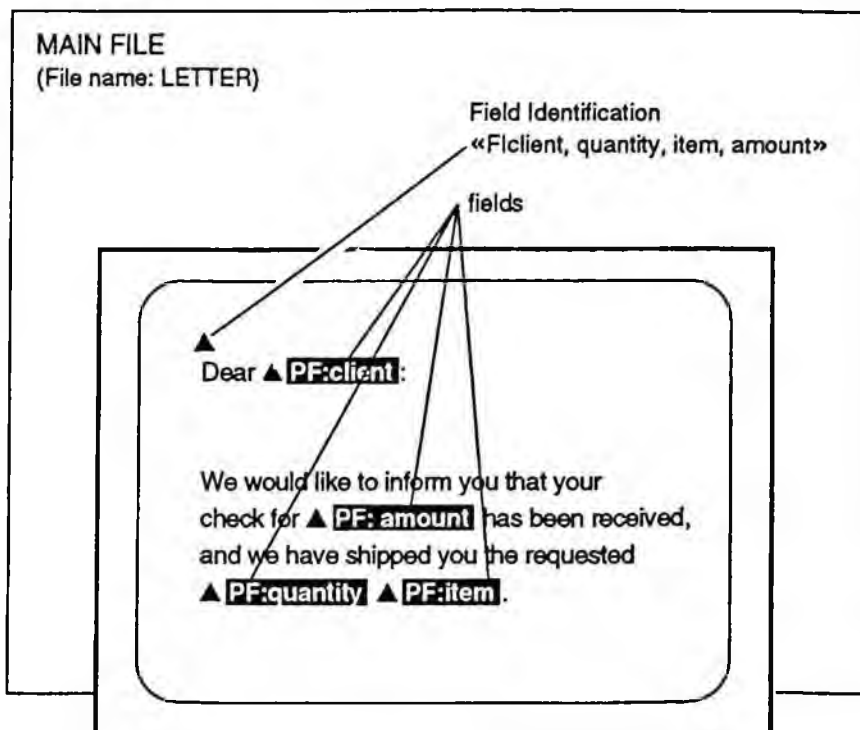 MAIN FILE
(File name: LETTER)
Field Identification
«FIclient, quantity, item, amount»
fields
▲
Dear ▲ PF:client:
We would like to inform you that your
check for ▲ PF: amount has been received,
and we have shipped you the requested
▲ PF:quantity ▲ PF:item.